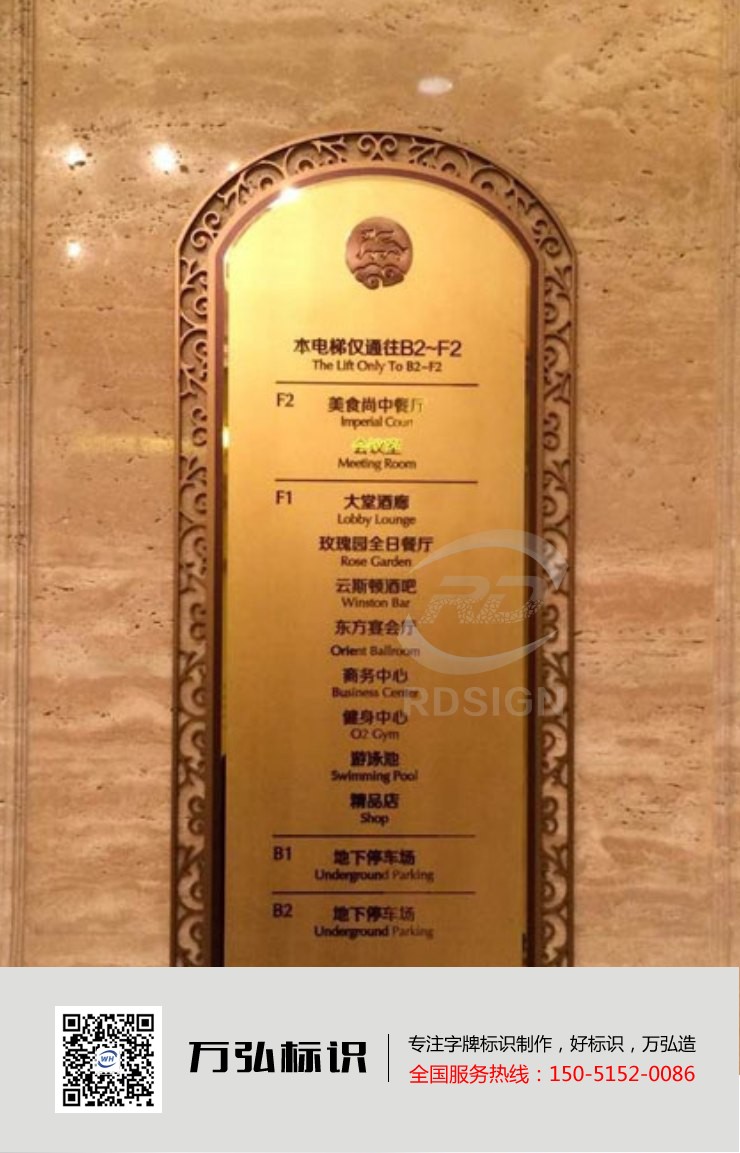 本电梯仅通往B2~F2
The Lift Only To B2~F2
F2 美食尚中餐厅
Imperial Court
会议室
Meeting Room
F1 大堂酒廊
Lobby Lounge
玫瑰园全日餐厅
Rose Garden
云斯顿酒吧
Winston Bar
东方宴会厅
Orient Ballroom
商务中心
Business Center
健身中心
O2 Gym
游泳池
Swimming Pool
精品店
Shop
B1 地下停车场
Underground Parking
B2 地下停车场
Underground Parking
RD
RDSIGN
WH
万弘标识
专注字牌标识制作，好标识，万弘造
全国服务热线：150-5152-0086